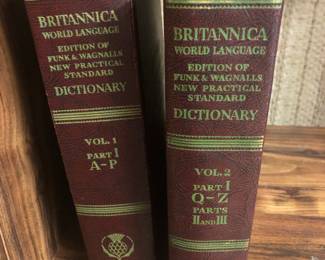 BRITANNICA
WORLD LANGUAGE
EDITION OF
FUNK & WAGNALLS
NEW PRACTICAL
STANDARD
DICTIONARY
VOL. 1
PART I
A–P
BRITANNICA
WORLD LANGUAGE
EDITION OF
FUNK & WAGNALLS
NEW PRACTICAL
STANDARD
DICTIONARY
VOL. 2
PART I
Q–Z
PARTS
II AND III